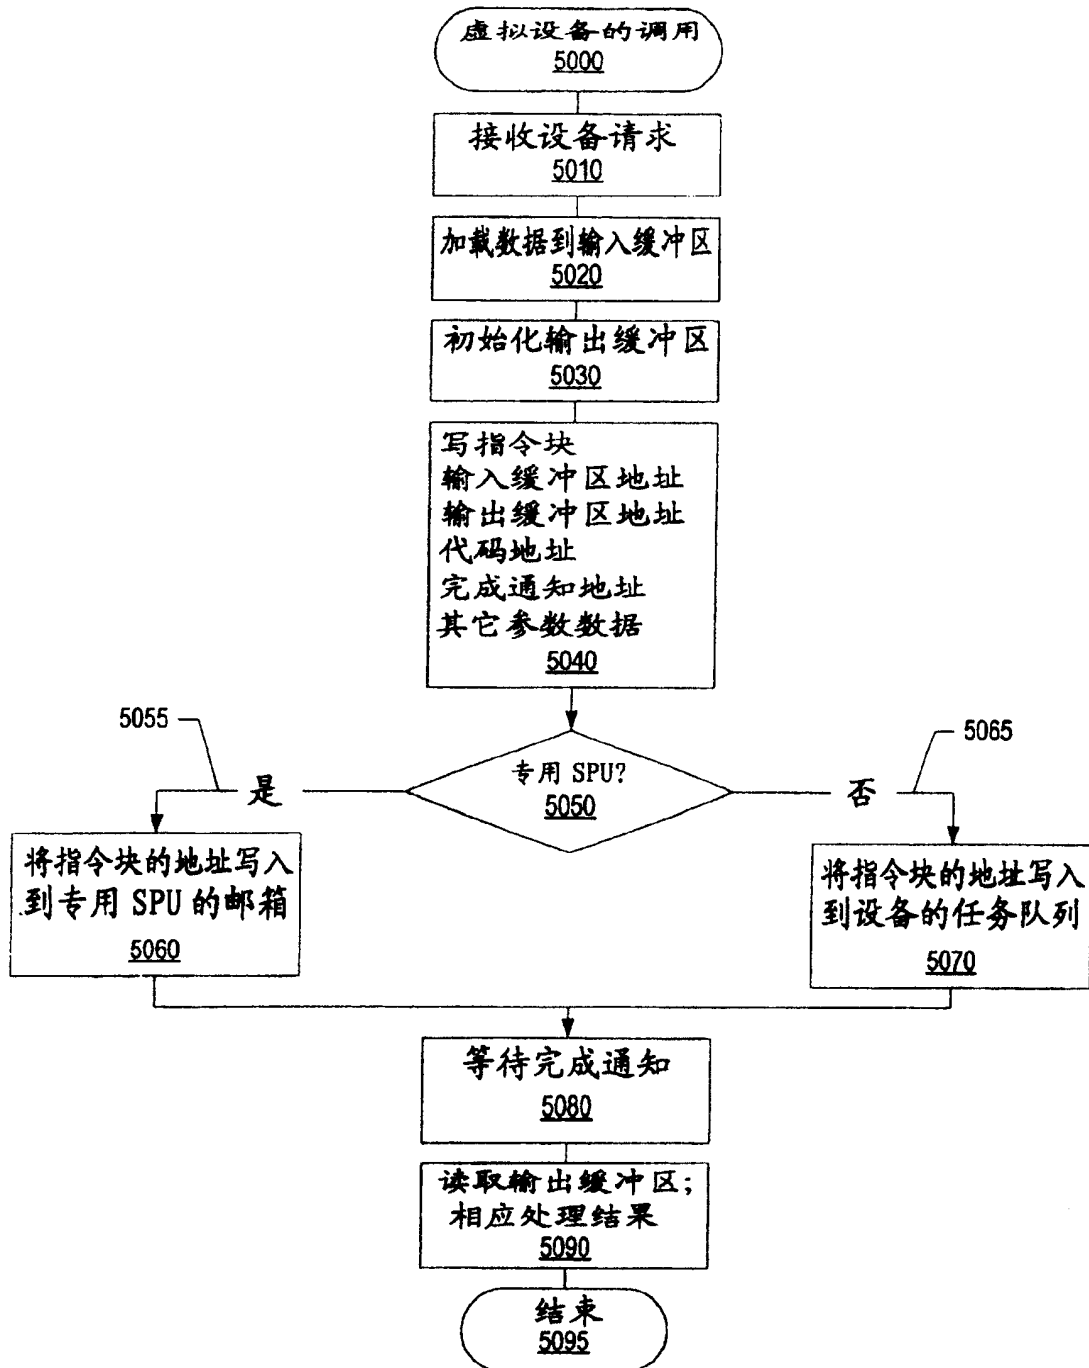 虚拟设备的调用
5000
接收设备请求
5010
加载数据到输入缓冲区
5020
初始化输出缓冲区
5030
写指令块
输入缓冲区地址
输出缓冲区地址
代码地址
完成通知地址
其它参数数据
5040
5055
5065
专用 SPU?
5050
是
否
将指令块的地址写入
到专用 SPU 的邮箱
5060
将指令块的地址写入
到设备的任务队列
5070
等待完成通知
5080
读取输出缓冲区;
相应处理结果
5090
结束
5095